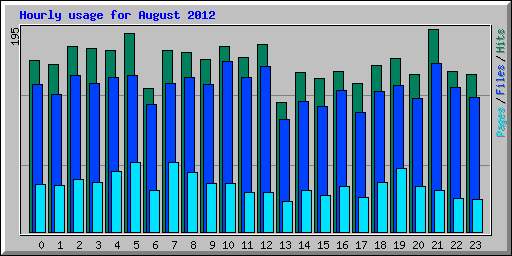 Hourly usage for August 2012
195
Pages / Files / Hits
0 1 2 3 4 5 6 7 8 9 10 11 12 13 14 15 16 17 18 19 20 21 22 23